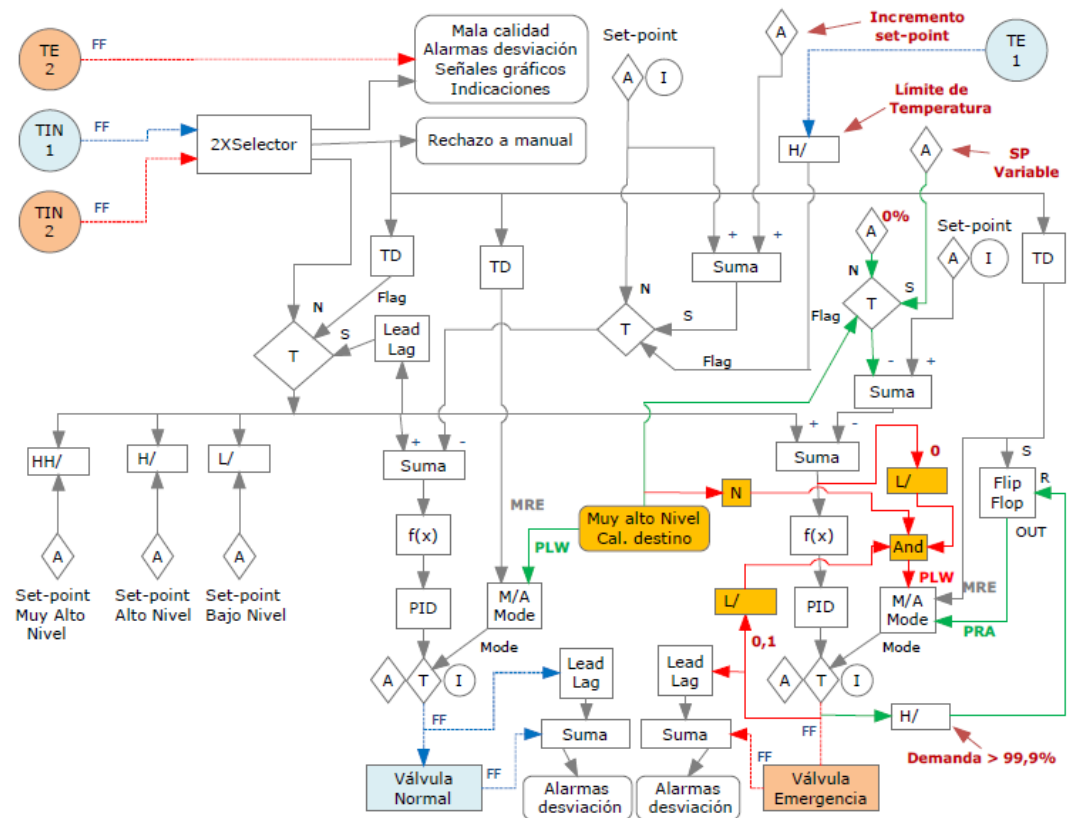 TE
2
FF
Mala calidad
Alarmas desviación
Señales gráficos
Indicaciones
Set-point
A
I
A
Incremento
set-point
TE
1
TIN
1
FF
2XSelector
Rechazo a manual
Límite de
Temperatura
H/
A
SP
Variable
TIN
2
FF
A
0%
Set-point
A
I
TD
TD
TD
+
+
Suma
N
Flag
N
S
T
Flag
N
S
T
Flag
T
S
Lead
Lag
-
+
Suma
HH/
H/
L/
+
-
Suma
+
-
Suma
0
L/
S
R
Flip
Flop
OUT
N
MRE
Muy alto Nivel
Cal. destino
f(x)
f(x)
And
A
A
A
PLW
PLW
MRE
Set-point
Muy Alto
Nivel
Set-point
Alto Nivel
Set-point
Bajo Nivel
PID
M/A
Mode
L/
PID
M/A
Mode
PRA
0,1
Mode
Mode
A
T
I
Lead
Lag
Lead
Lag
A
T
I
FF
H/
FF
Suma
Suma
FF
FF
Demanda > 99,9%
Válvula
Normal
Alarmas
desviación
Alarmas
desviación
Válvula
Emergencia